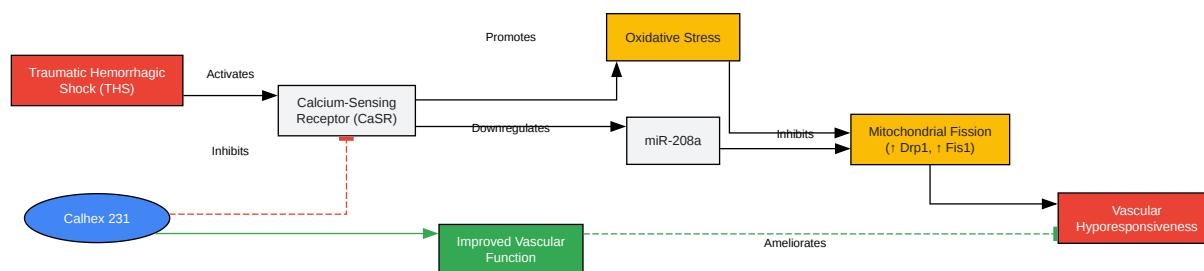 Promotes
Oxidative Stress
Traumatic Hemorrhagic
Shock (THS)
Activates
Calcium-Sensing
Receptor (CaSR)
Downregulates
miR-208a
Inhibits
Mitochondrial Fission
(↑ Drp1, ↑ Fis1)
Inhibits
Calhex 231
Improved Vascular
Function
Ameliorates
Vascular
Hyporesponsiveness